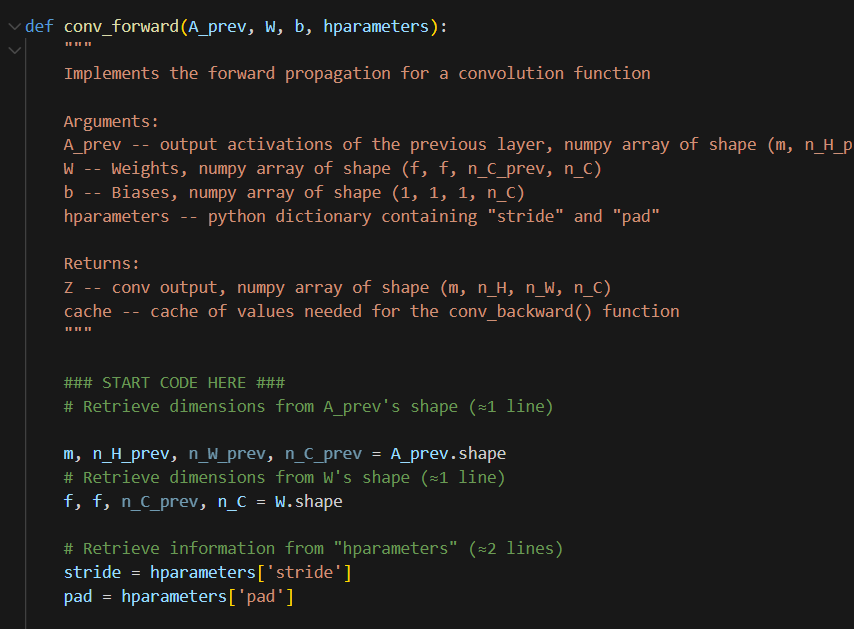 def conv_forward(A_prev, W, b, hparameters):
"""
Implements the forward propagation for a convolution function
Arguments:
A_prev -- output activations of the previous layer, numpy array of shape (m, n_H_p
W -- Weights, numpy array of shape (f, f, n_C_prev, n_C)
b -- Biases, numpy array of shape (1, 1, 1, n_C)
hparameters -- python dictionary containing "stride" and "pad"
Returns:
Z -- conv output, numpy array of shape (m, n_H, n_W, n_C)
cache -- cache of values needed for the conv_backward() function
"""
### START CODE HERE ###
# Retrieve dimensions from A_prev's shape (≈1 line)
m, n_H_prev, n_W_prev, n_C_prev = A_prev.shape
# Retrieve dimensions from W's shape (≈1 line)
f, f, n_C_prev, n_C = W.shape
# Retrieve information from "hparameters" (≈2 lines)
stride = hparameters['stride']
pad = hparameters['pad']